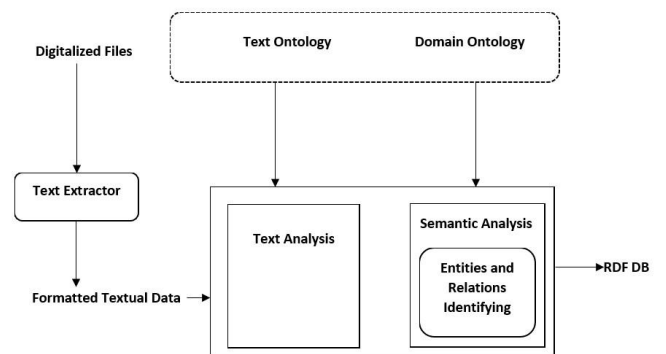 Text Ontology
Domain Ontology
Digitalized Files
Text Extractor
Text Analysis
Semantic Analysis
Entities and
Relations
Identifying
Formatted Textual Data
RDF DB